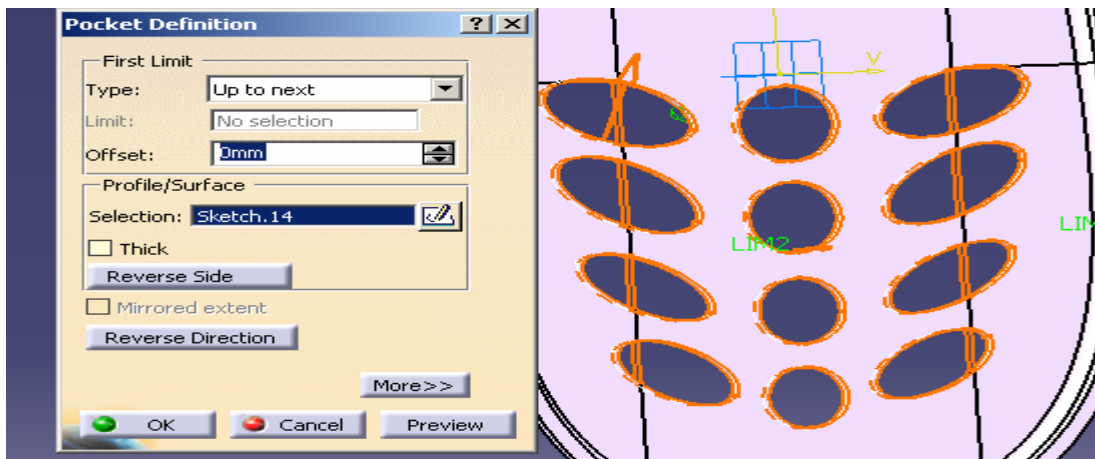 Pocket Definition
? X
First Limit
Type: Up to next
Limit: No selection
Offset: 0mm
Profile/Surface
Selection: Sketch.14
Thick
Reverse Side
Mirrored extent
Reverse Direction
More>>
OK Cancel Preview
V
LIM2
LIM